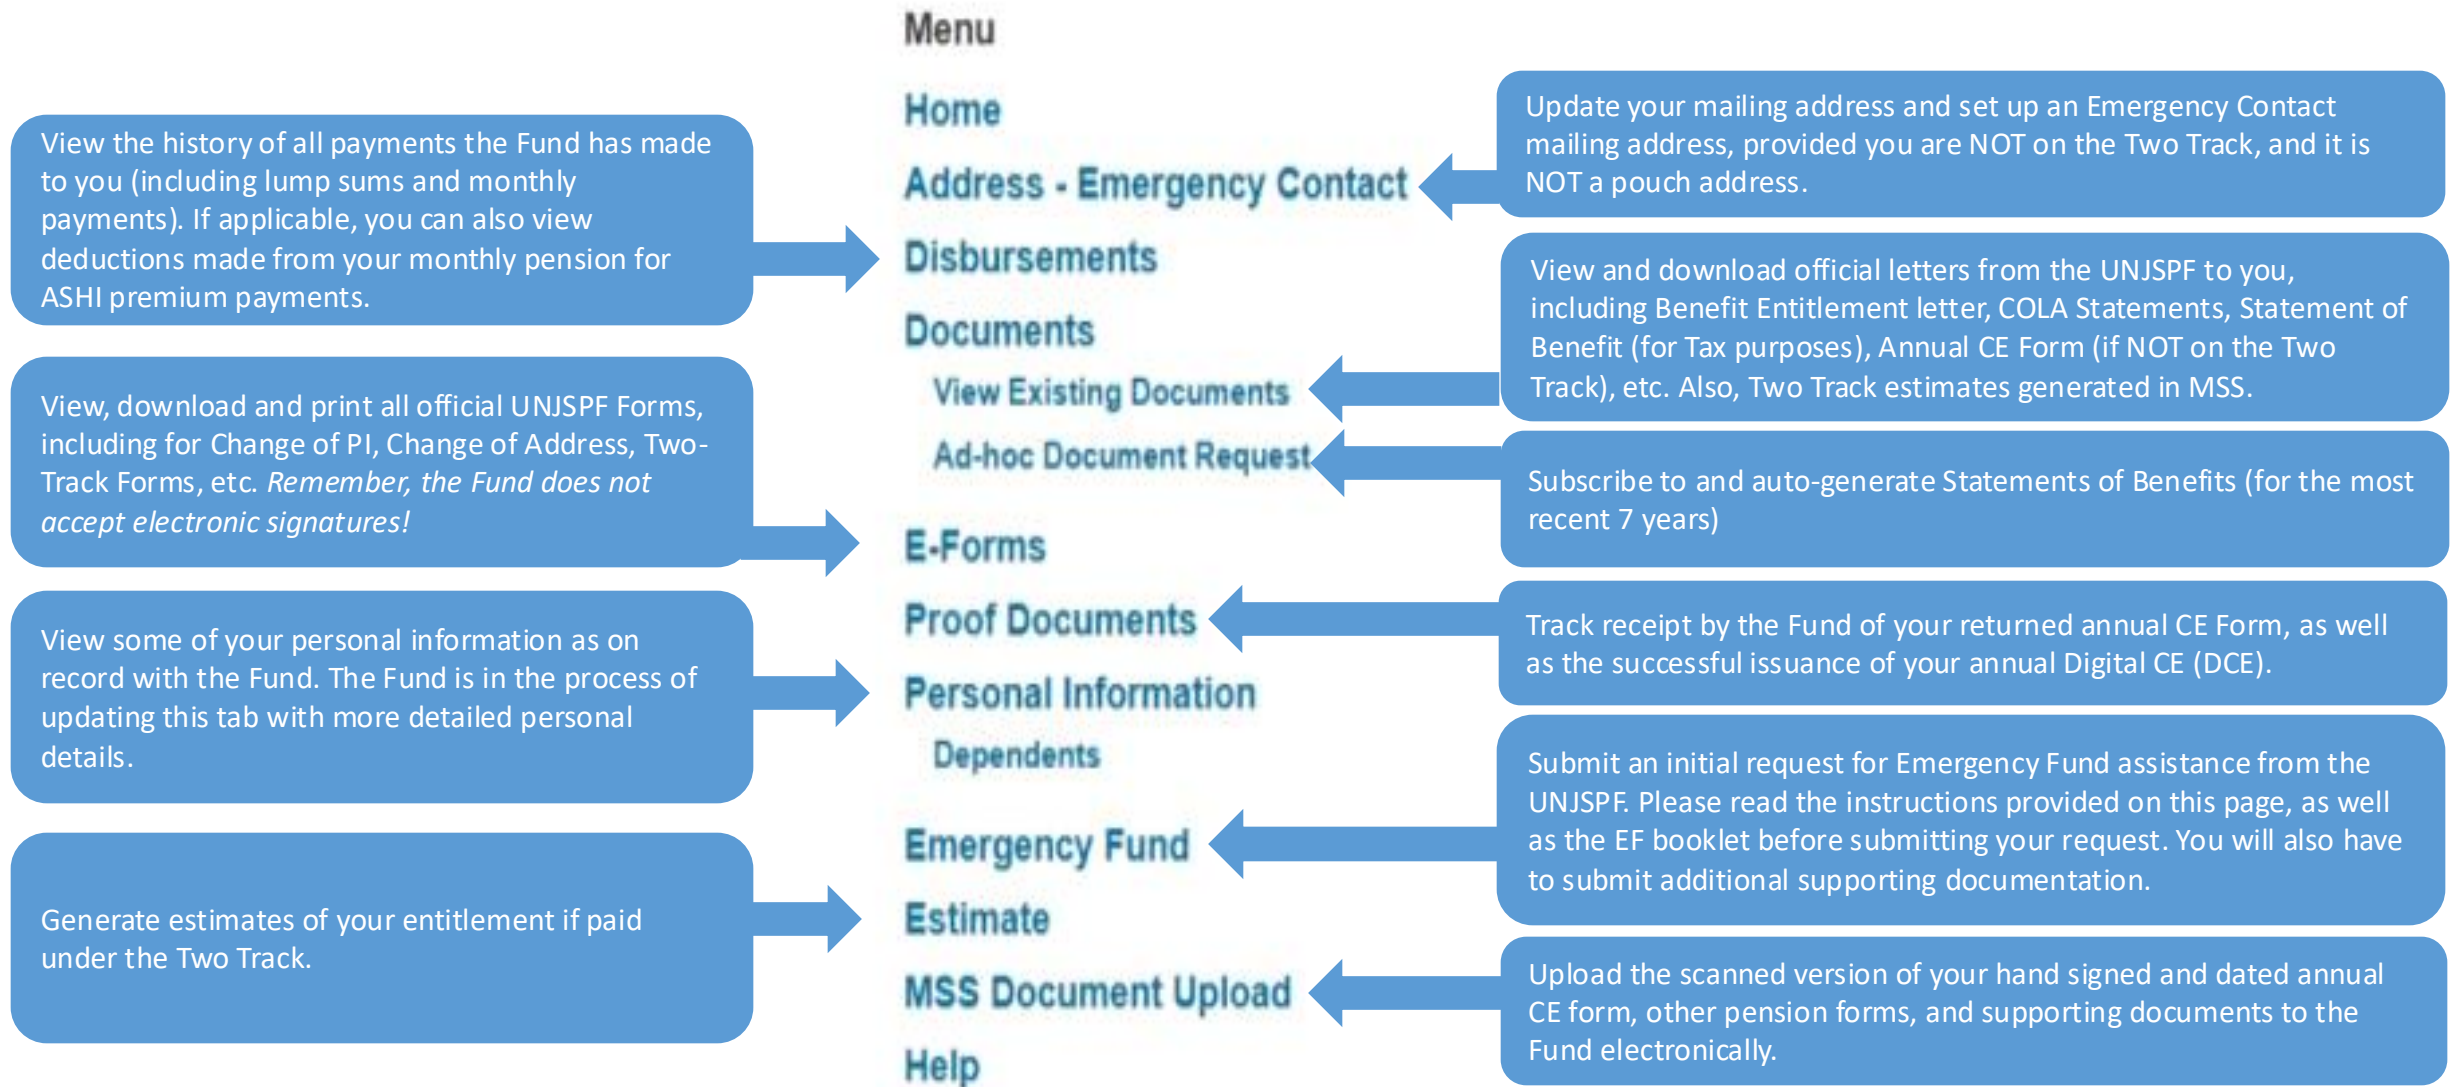 Menu
Home
Address - Emergency Contact
Disbursements
Documents
View Existing Documents
Ad-hoc Document Request
E-Forms
Proof Documents
Personal Information
Dependents
Emergency Fund
Estimate
MSS Document Upload
Help
View the history of all payments the Fund has made
to you (including lump sums and monthly
payments). If applicable, you can also view
deductions made from your monthly pension for
ASHI premium payments.
View, download and print all official UNJSPF Forms,
including for Change of PI, Change of Address, Two-
Track Forms, etc. Remember, the Fund does not
accept electronic signatures!
View some of your personal information as on
record with the Fund. The Fund is in the process of
updating this tab with more detailed personal
details.
Generate estimates of your entitlement if paid
under the Two Track.
Update your mailing address and set up an Emergency Contact
mailing address, provided you are NOT on the Two Track, and it is
NOT a pouch address.
View and download official letters from the UNJSPF to you,
including Benefit Entitlement letter, COLA Statements, Statement of
Benefit (for Tax purposes), Annual CE Form (if NOT on the Two
Track), etc. Also, Two Track estimates generated in MSS.
Subscribe to and auto-generate Statements of Benefits (for the most
recent 7 years)
Track receipt by the Fund of your returned annual CE Form, as well
as the successful issuance of your annual Digital CE (DCE).
Submit an initial request for Emergency Fund assistance from the
UNJSPF. Please read the instructions provided on this page, as well
as the EF booklet before submitting your request. You will also have
to submit additional supporting documentation.
Upload the scanned version of your hand signed and dated annual
CE form, other pension forms, and supporting documents to the
Fund electronically.